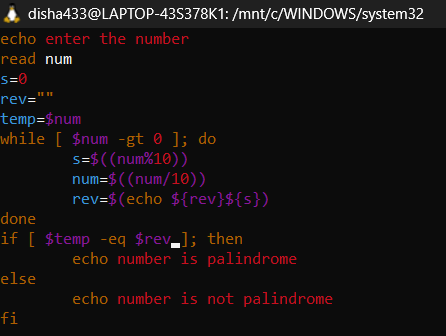 disha433@LAPTOP-43S378K1: /mnt/c/WINDOWS/system32
echo enter the number
read num
s=0
rev=""
temp=$num
while [ $num -gt 0 ]; do
        s=$((num%10))
        num=$((num/10))
        rev=$(echo ${rev}${s})
done
if [ $temp -eq $rev ]; then
        echo number is palindrome
else
        echo number is not palindrome
fi